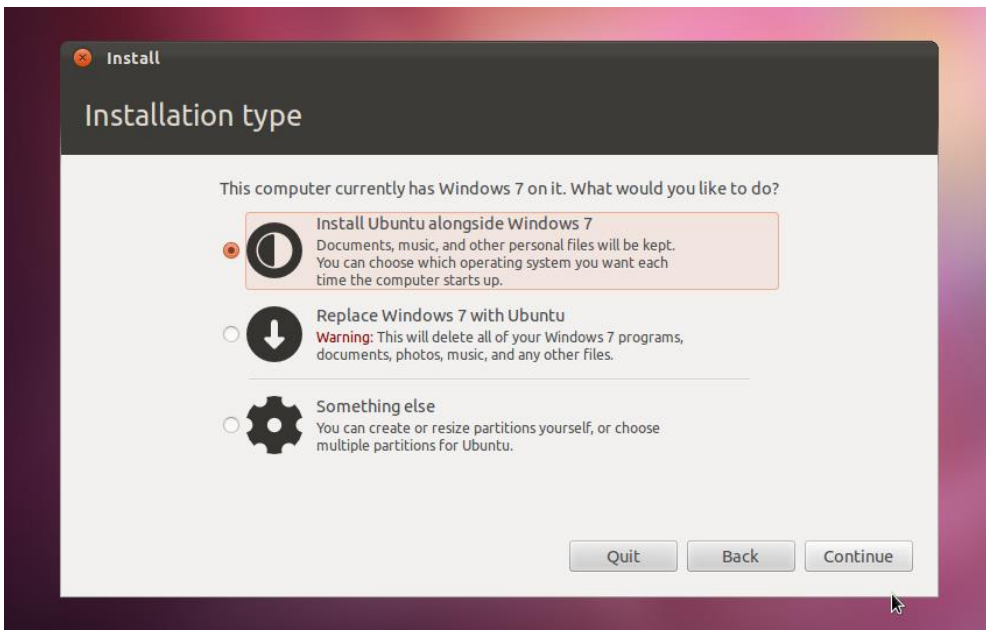 Install
Installation type
This computer currently has Windows 7 on it. What would you like to do?
Install Ubuntu alongside Windows 7
Documents, music, and other personal files will be kept.
You can choose which operating system you want each
time the computer starts up.
Replace Windows 7 with Ubuntu
Warning: This will delete all of your Windows 7 programs,
documents, photos, music, and any other files.
Something else
You can create or resize partitions yourself, or choose
multiple partitions for Ubuntu.
Quit Back Continue